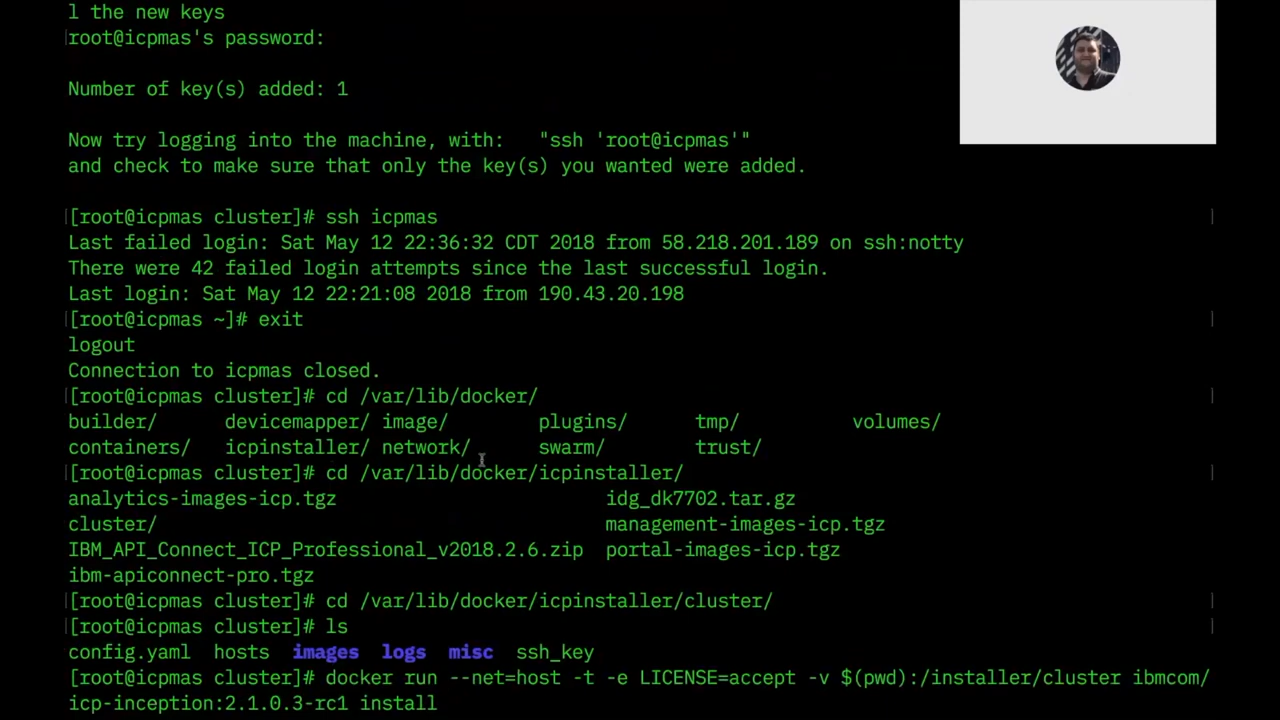 l the new keys
root@icpmas's password:
Number of key(s) added: 1
Now try logging into the machine, with:   "ssh 'root@icpmas'"
and check to make sure that only the key(s) you wanted were added.
[root@icpmas cluster]# ssh icpmas
Last failed login: Sat May 12 22:36:32 CDT 2018 from 58.218.201.189 on ssh:notty
There were 42 failed login attempts since the last successful login.
Last login: Sat May 12 22:21:08 2018 from 190.43.20.198
[root@icpmas ~]# exit
logout
Connection to icpmas closed.
[root@icpmas cluster]# cd /var/lib/docker/
builder/      devicemapper/ image/        plugins/      tmp/          volumes/
containers/   icpinstaller/ network/      swarm/        trust/
[root@icpmas cluster]# cd /var/lib/docker/icpinstaller/
analytics-images-icp.tgz                        idg_dk7702.tar.gz
cluster/                                        management-images-icp.tgz
IBM_API_Connect_ICP_Professional_v2018.2.6.zip  portal-images-icp.tgz
ibm-apiconnect-pro.tgz
[root@icpmas cluster]# cd /var/lib/docker/icpinstaller/cluster/
[root@icpmas cluster]# ls
config.yaml  hosts  images  logs  misc  ssh_key
[root@icpmas cluster]# docker run --net=host -t -e LICENSE=accept -v $(pwd):/installer/cluster ibmcom/
icp-inception:2.1.0.3-rc1 install